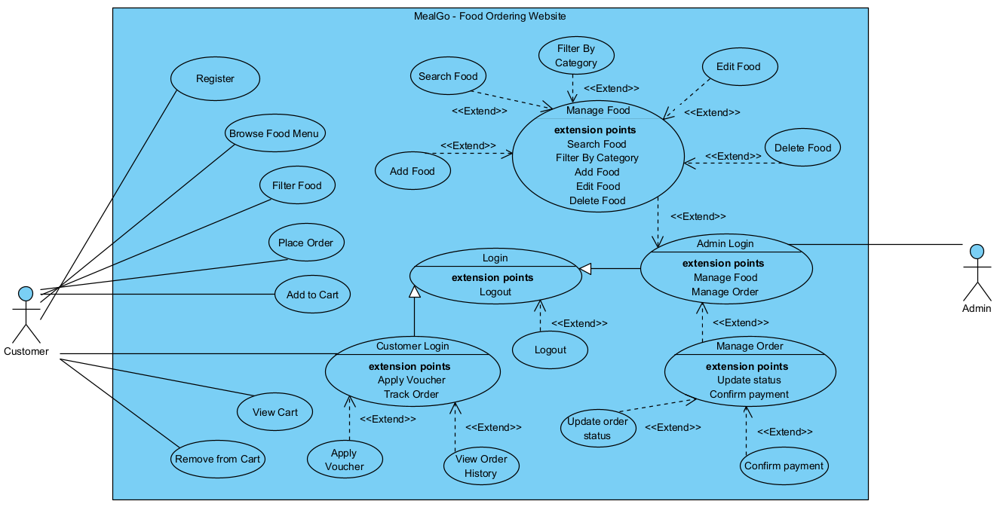 MealGo - Food Ordering Website
Register
Browse Food Menu
Filter Food
Place Order
Add to Cart
Customer
View Cart
Remove from Cart
Search Food
<<Extend>>
Filter By
Category
<<Extend>>
Edit Food
<<Extend>>
Add Food
<<Extend>>
Delete Food
<<Extend>>
Manage Food
extension points
Search Food
Filter By Category
Add Food
Edit Food
Delete Food
<<Extend>>
Admin Login
extension points
Manage Food
Manage Order
Admin
Login
extension points
Logout
<<Extend>>
Logout
<<Extend>>
Customer Login
extension points
Apply Voucher
Track Order
<<Extend>>
Apply
Voucher
<<Extend>>
View Order
History
Manage Order
extension points
Update status
Confirm payment
Update order
status
<<Extend>>
<<Extend>>
Confirm payment